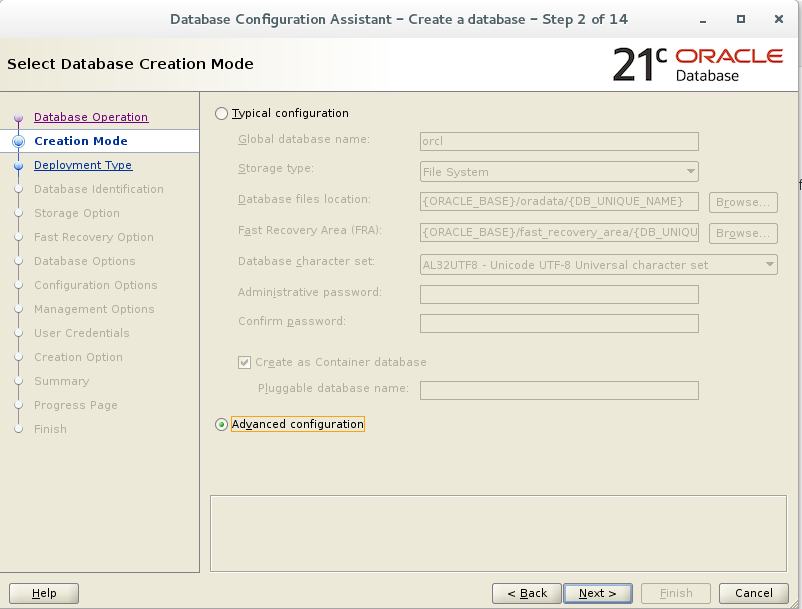 Database Configuration Assistant – Create a database – Step 2 of 14
Select Database Creation Mode
21c ORACLE
Database
Database Operation
Creation Mode
Deployment Type
Database Identification
Storage Option
Fast Recovery Option
Database Options
Configuration Options
Management Options
User Credentials
Creation Option
Summary
Progress Page
Finish
Typical configuration
Global database name: orcl
Storage type: File System
Database files location: {ORACLE_BASE}/oradata/{DB_UNIQUE_NAME} Browse...
Fast Recovery Area (FRA): {ORACLE_BASE}/fast_recovery_area/{DB_UNIQU Browse...
Database character set: AL32UTF8 - Unicode UTF-8 Universal character set
Administrative password:
Confirm password:
Create as Container database
Pluggable database name:
Advanced configuration
Help < Back Next > Finish Cancel